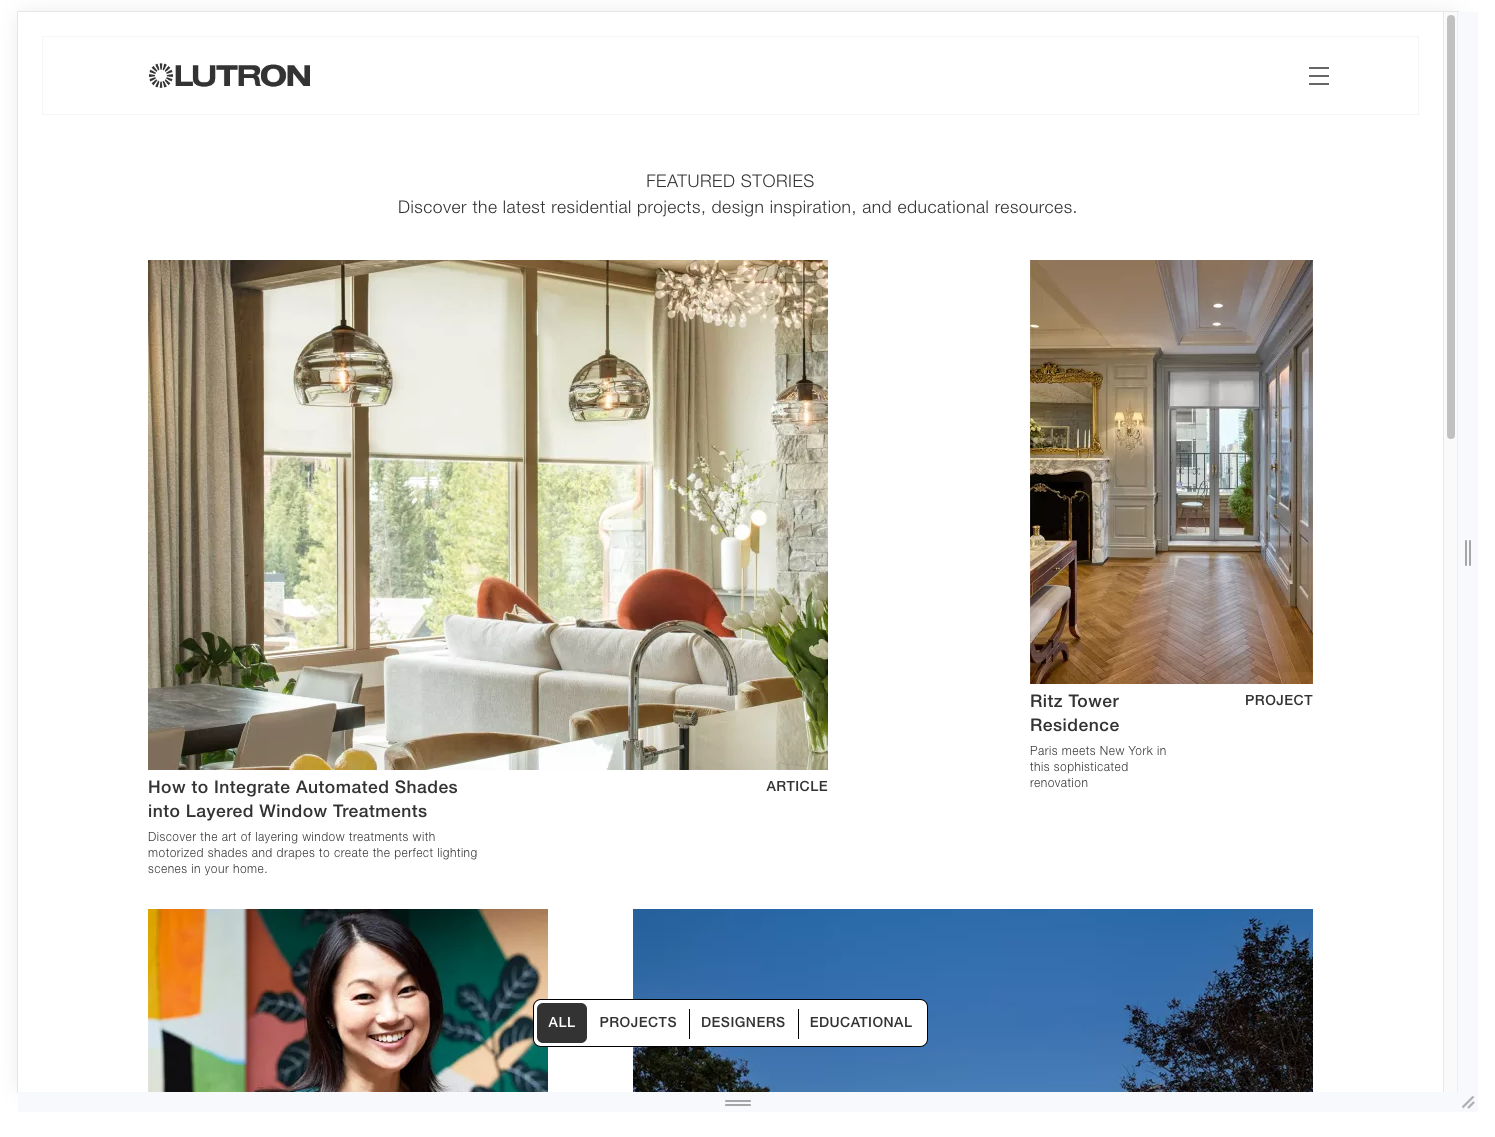 LUTRON
FEATURED STORIES
Discover the latest residential projects, design inspiration, and educational resources.
How to Integrate Automated Shades
into Layered Window Treatments
ARTICLE
Discover the art of layering window treatments with
motorized shades and drapes to create the perfect lighting
scenes in your home.
Ritz Tower
Residence
PROJECT
Paris meets New York in
this sophisticated
renovation
ALL
PROJECTS
DESIGNERS
EDUCATIONAL